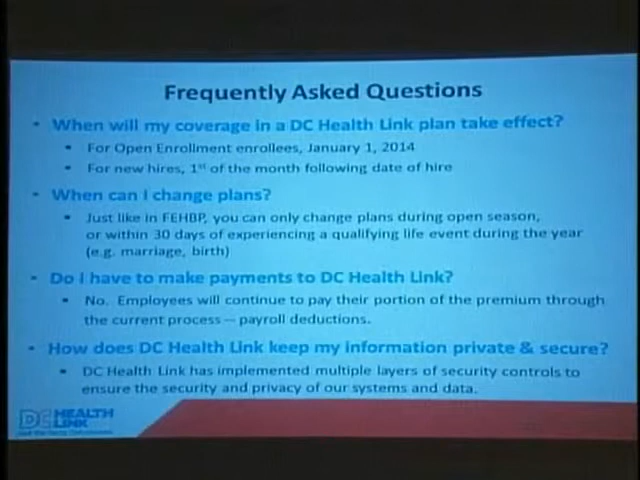 Frequently Asked Questions
• When will my coverage in a DC Health Link plan take effect?
• For Open Enrollment enrollees, January 1, 2014
• For new hires, 1st of the month following date of hire
• When can I change plans?
• Just like in FEHBP, you can only change plans during open season,
or within 30 days of experiencing a qualifying life event during the year
(e.g. marriage, birth)
• Do I have to make payments to DC Health Link?
• No. Employees will continue to pay their portion of the premium through
the current process – payroll deductions.
• How does DC Health Link keep my information private & secure?
• DC Health Link has implemented multiple layers of security controls to
ensure the security and privacy of our systems and data.
DC HEALTH
LINK